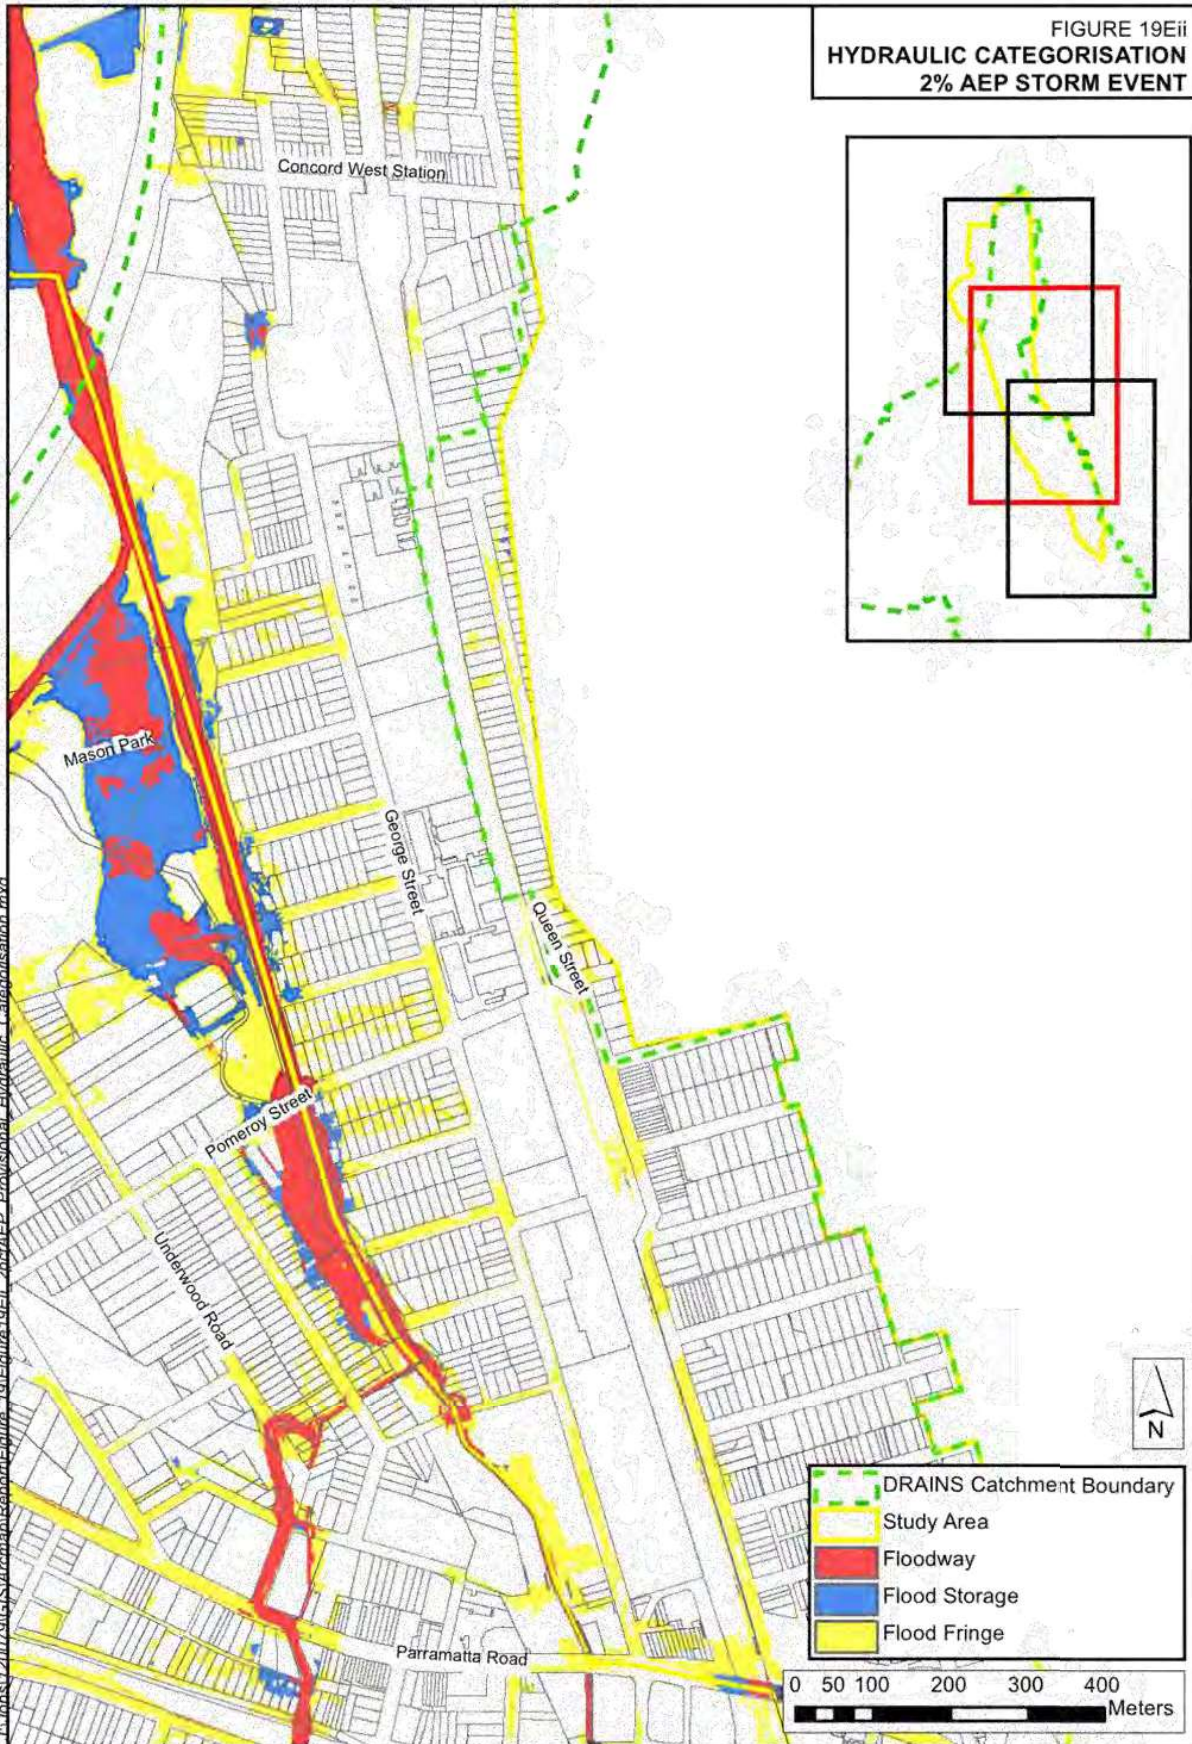 FIGURE 19Eii
HYDRAULIC CATEGORISATION
2% AEP STORM EVENT
Concord West Station
Mason Park
George Street
Queen Street
Pomeroy Street
Underwood Road
Parramatta Road
N
DRAINS Catchment Boundary
Study Area
Floodway
Flood Storage
Flood Fringe
0 50 100 200 300 400
Meters